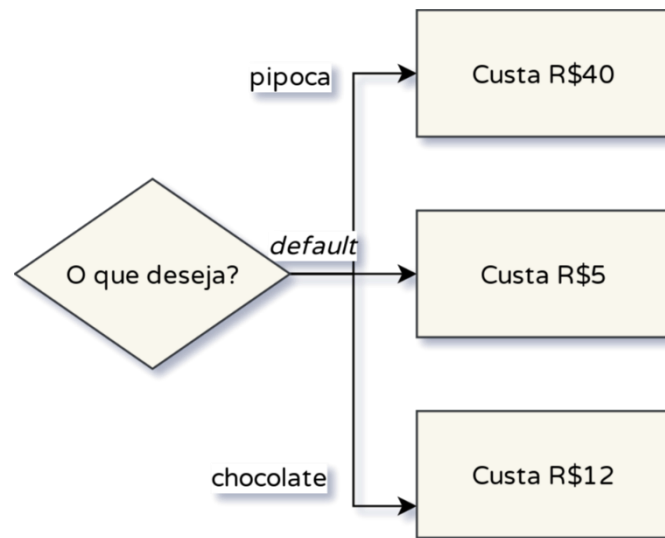 pipoca
Custa R$40
default
O que deseja?
Custa R$5
chocolate
Custa R$12